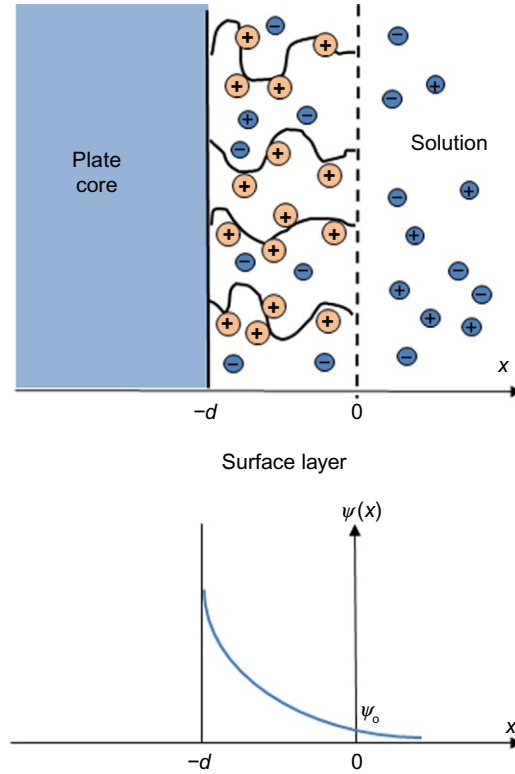 Plate
core
Solution
+ + + + + + + + + + + + + + + +
− − − − − − − −
+ + + + + + +
− − − − − −
x
−d 0
Surface layer
ψ(x)
ψo
x
−d 0